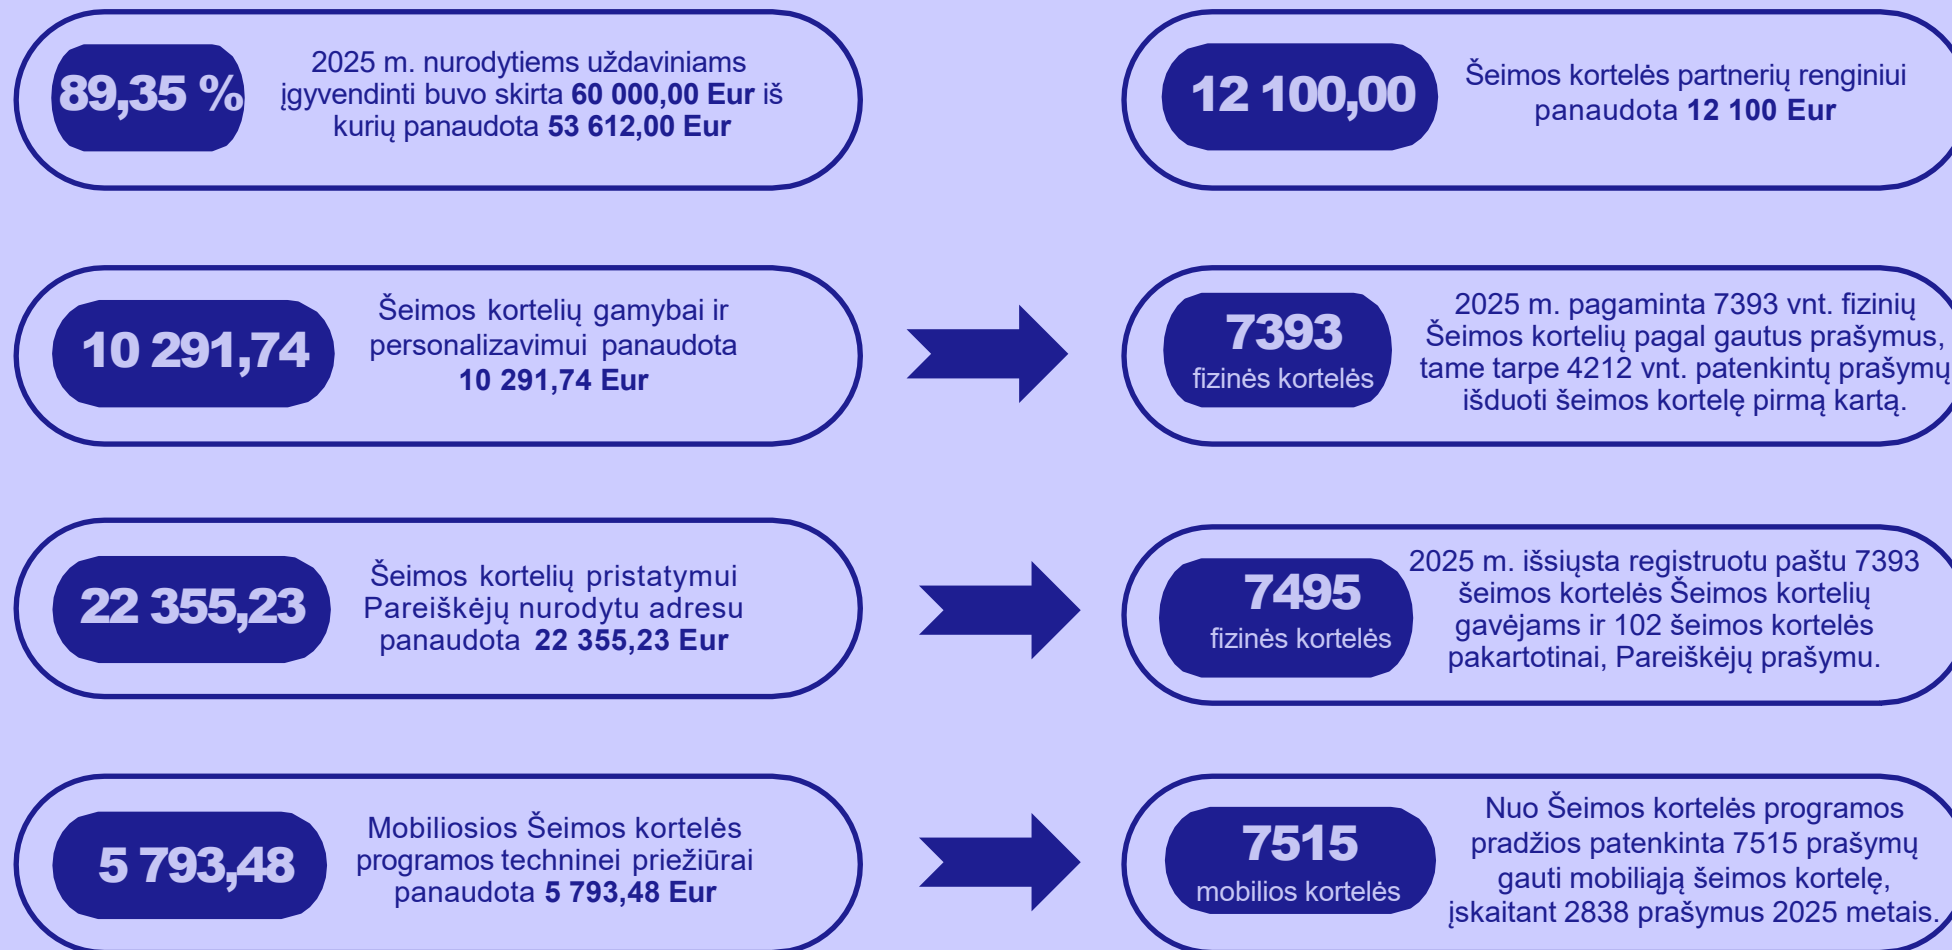 89,35 %
2025 m. nurodytiems uždaviniams
įgyvendinti buvo skirta 60 000,00 Eur iš
kurių panaudota 53 612,00 Eur
12 100,00
Šeimos kortelės partnerių renginiui
panaudota 12 100 Eur
10 291,74
Šeimos kortelių gamybai ir
personalizavimui panaudota
10 291,74 Eur
7393
fizinės kortelės
2025 m. pagaminta 7393 vnt. fizinių
Šeimos kortelių pagal gautus prašymus,
tame tarpe 4212 vnt. patenkintų prašymų
išduoti šeimos kortelę pirmą kartą.
22 355,23
Šeimos kortelių pristatymui
Pareiškėjų nurodytu adresu
panaudota 22 355,23 Eur
7495
fizinės kortelės
2025 m. išsiųsta registruotu paštu 7393
šeimos kortelės Šeimos kortelių
gavėjams ir 102 šeimos kortelės
pakartotinai, Pareiškėjų prašymu.
5 793,48
Mobiliosios Šeimos kortelės
programos techninei priežiūrai
panaudota 5 793,48 Eur
7515
mobilios kortelės
Nuo Šeimos kortelės programos
pradžios patenkinta 7515 prašymų
gauti mobiliąją šeimos kortelę,
įskaitant 2838 prašymus 2025 metais.